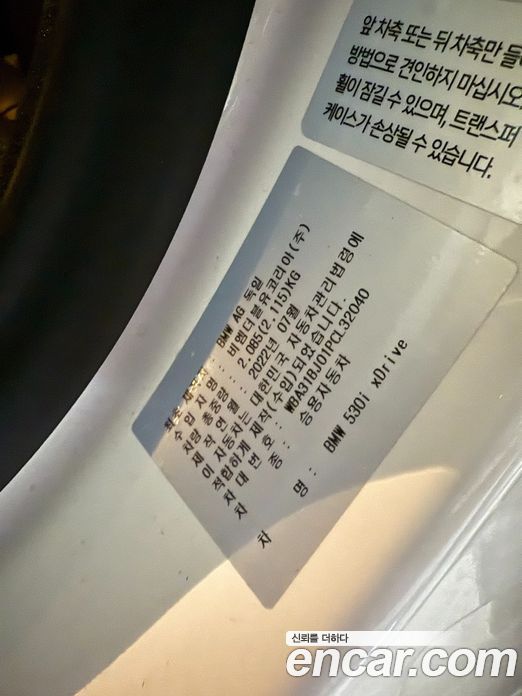 앞 차축 또는 뒤 차축만 들
방법으로 견인하지 마십시오
휠이 잠길 수 있으며, 트랜스퍼
케이스가 손상될 수 있습니다.
최종 제작자 : BMW AG 독일
수입자명 : 비엠더블유코리아(주)
차량 총중량 : 2,085(2,115)KG
제작연월 : 2022년 07월
이 자동차는 대한민국 자동차관리법령에
적합하게 제작(수입)되었습니다.
차대번호 : WBA31BJ01PCL32040
차종 : 승용자동차
차명 : BMW 530i xDrive
신뢰를 더하다
encar.com